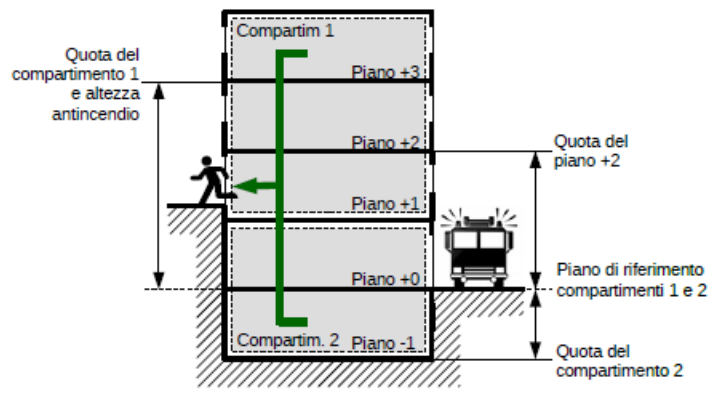 Compartim 1
Quota del
compartimento 1
e altezza
antincendio
Piano +3
Piano +2
Quota del
piano +2
Piano +1
Piano +0
Piano di riferimento
compartimenti 1 e 2
Compartim. 2
Piano -1
Quota del
compartimento 2